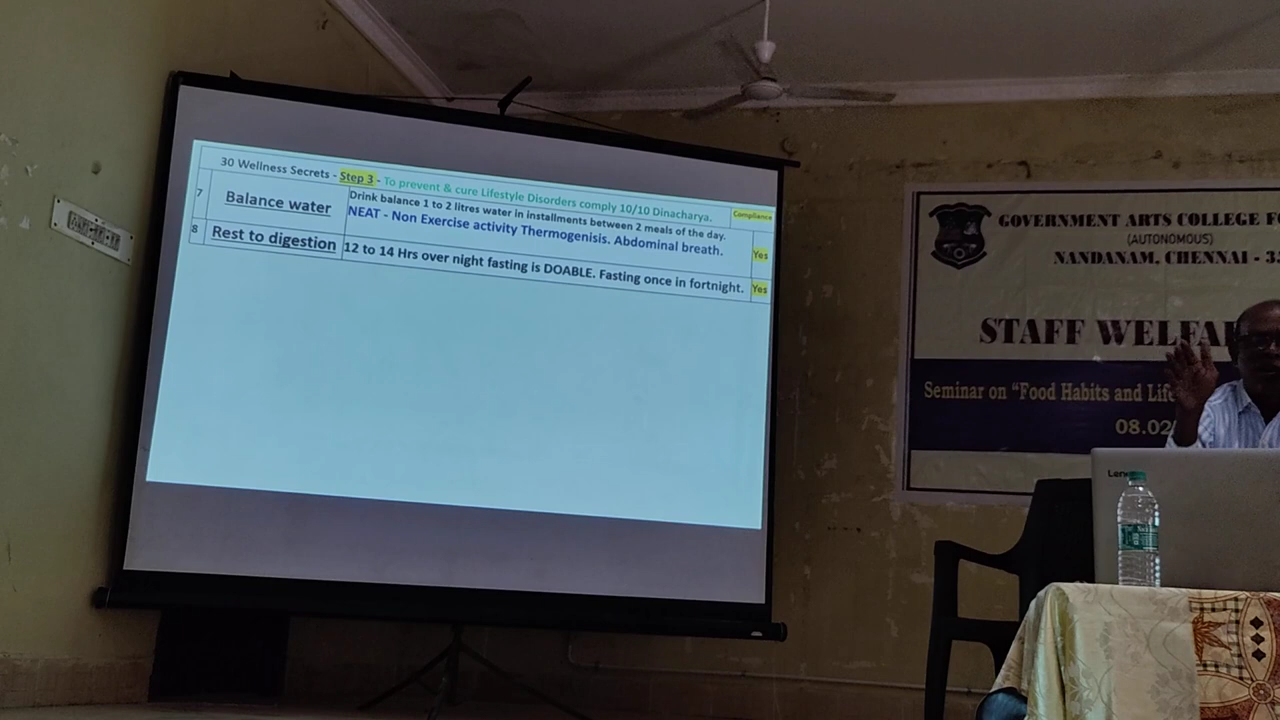 30 Wellness Secrets - Step 3 - To prevent & cure Lifestyle Disorders comply 10/10 Dinacharya.
Compliance
7
Balance water
Drink balance 1 to 2 litres water in installments between 2 meals of the day.
NEAT - Non Exercise activity Thermogenisis. Abdominal breath.
Yes
8
Rest to digestion
12 to 14 Hrs over night fasting is DOABLE. Fasting once in fortnight.
Yes
GOVERNMENT ARTS COLLEGE F
(AUTONOMOUS)
NANDANAM, CHENNAI - 35
STAFF WELFA
Seminar on "Food Habits and Life
08.02
Leno